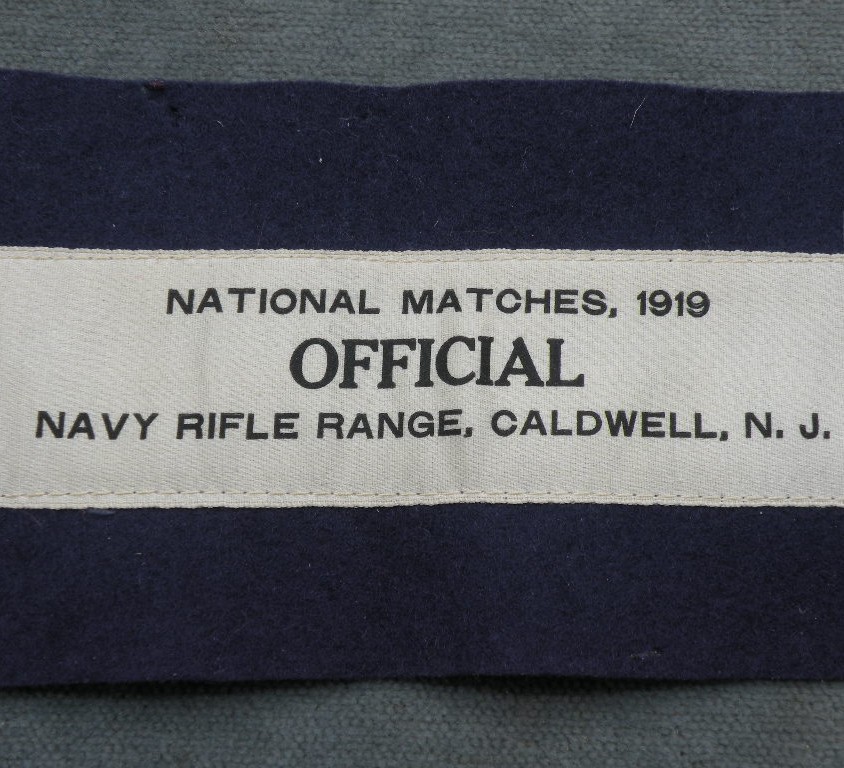 NATIONAL MATCHES, 1919
OFFICIAL
NAVY RIFLE RANGE, CALDWELL, N. J.